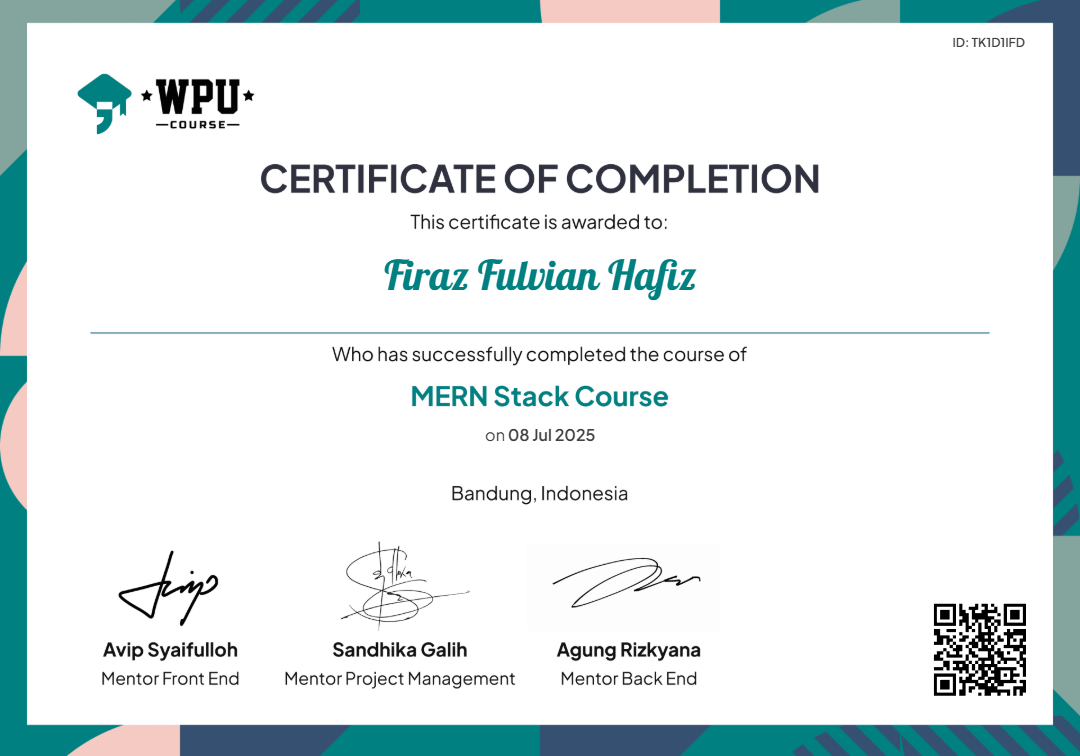 ID: TK1D1IFD
WPU
COURSE
CERTIFICATE OF COMPLETION
This certificate is awarded to:
Firaz Fulvian Hafiz
Who has successfully completed the course of
MERN Stack Course
on 08 Jul 2025
Bandung, Indonesia
Avip Syaifulloh
Mentor Front End
Sandhika Galih
Mentor Project Management
Agung Rizkyana
Mentor Back End